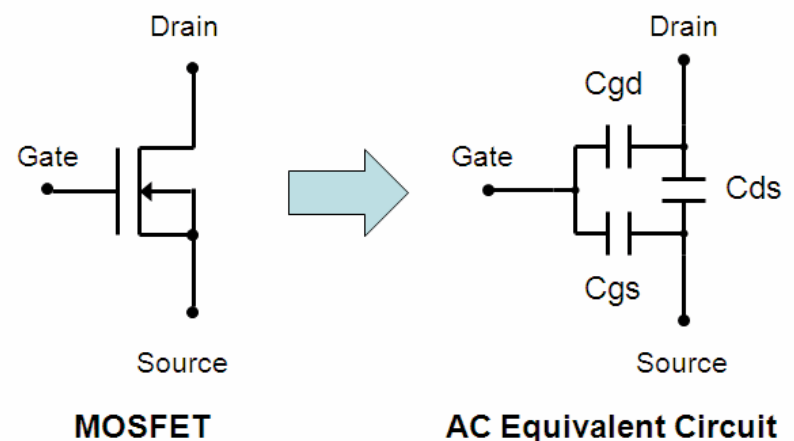 Drain
Gate
Source
MOSFET
Drain
Cgd
Gate
Cds
Cgs
Source
AC Equivalent Circuit